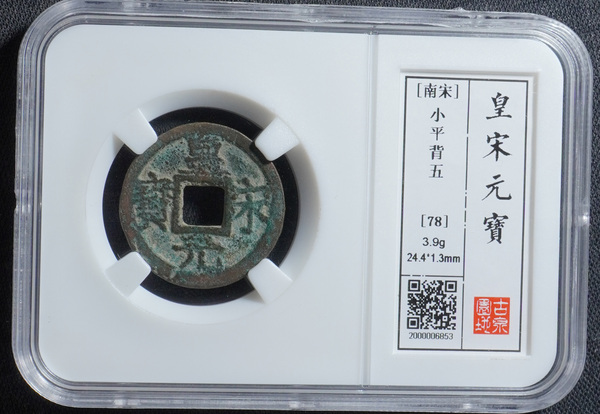 皇宋元寳
[南宋]
小平背五
[78]
3.9g
24.4*1.3mm
2000006853
皇宋元寶
古泉
園地